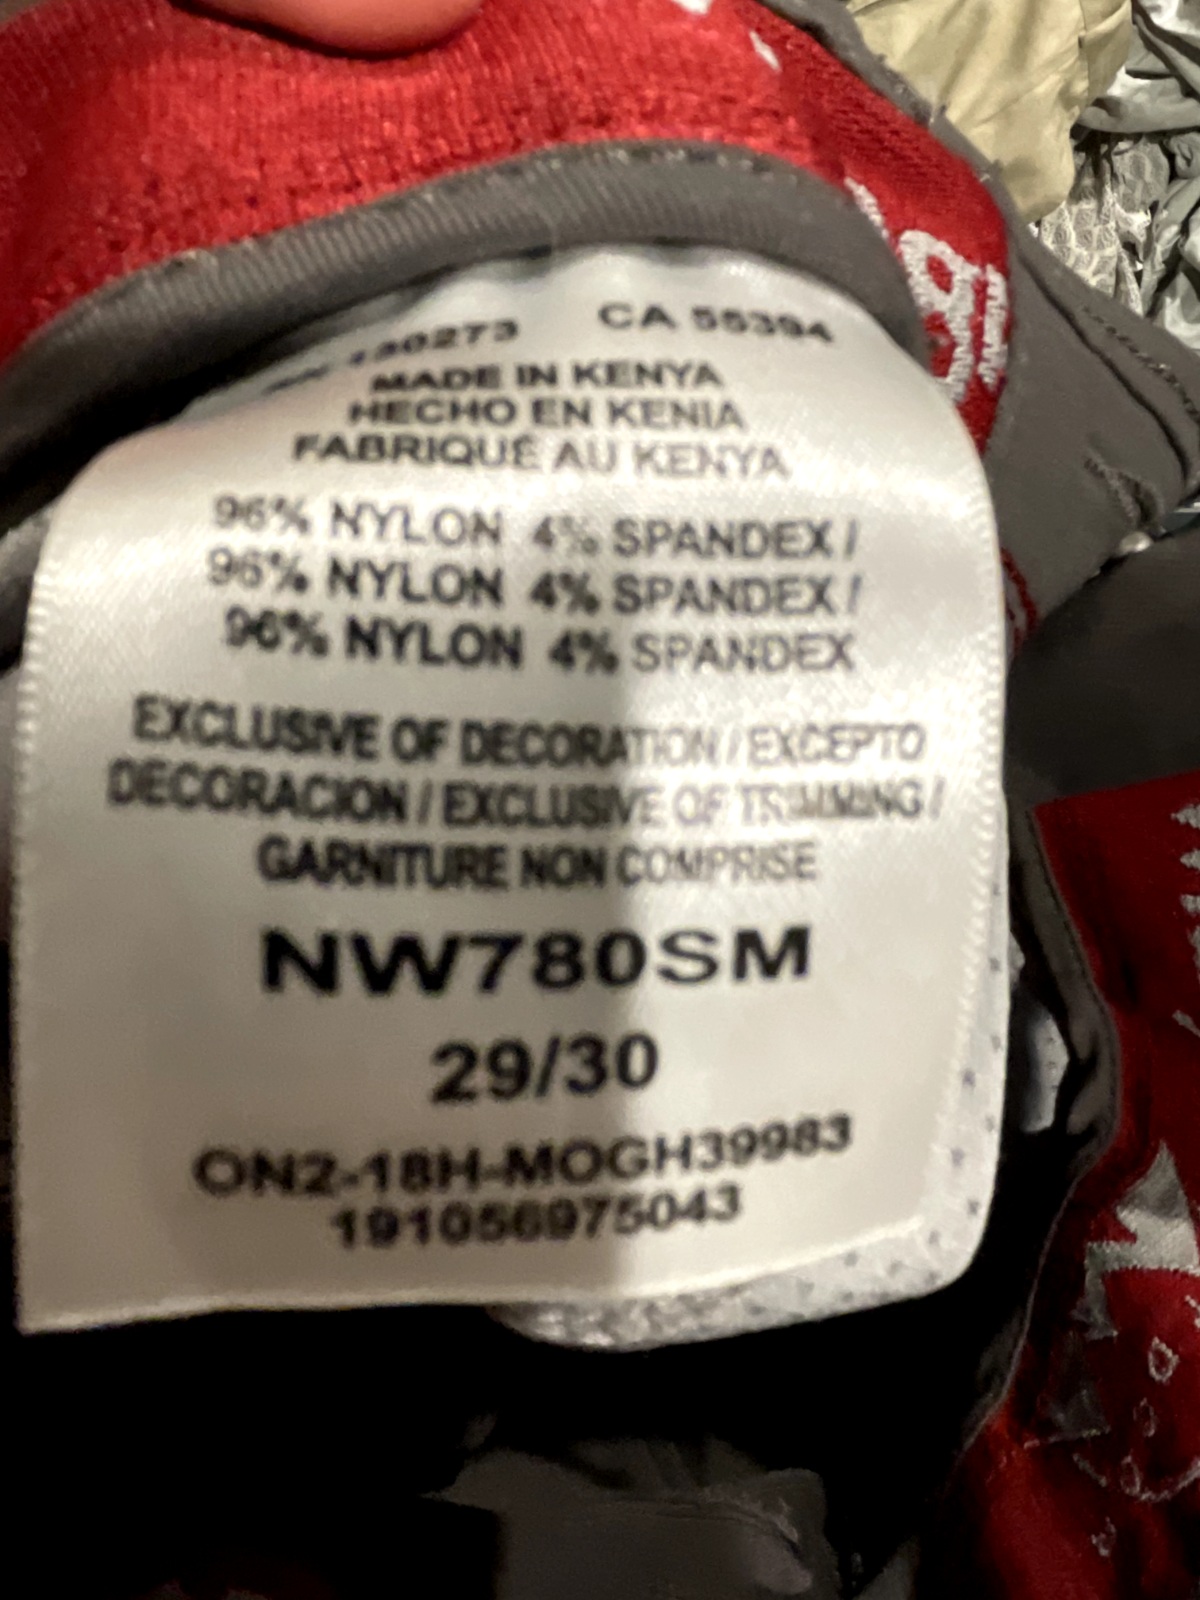 130273 CA 55394
MADE IN KENYA
HECHO EN KENIA
FABRIQUÉ AU KENYA
96% NYLON 4% SPANDEX /
96% NYLON 4% SPANDEX /
96% NYLON 4% SPANDEX
EXCLUSIVE OF DECORATION / EXCEPTO
DECORACION / EXCLUSIVE OF TRIMMING /
GARNITURE NON COMPRISE
NW780SM
29/30
ON2-18H-MOGH39983
191056975043